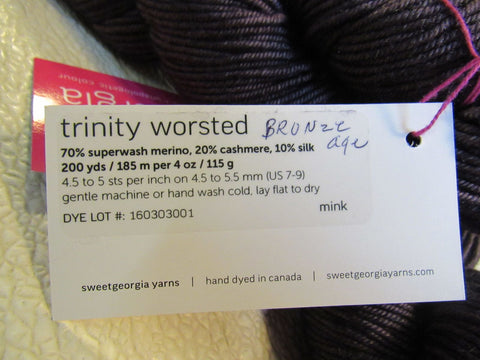 rgia
apologetic colour
trinity worsted BRONZE age
70% superwash merino, 20% cashmere, 10% silk
200 yds / 185 m per 4 oz / 115 g
4.5 to 5 sts per inch on 4.5 to 5.5 mm (US 7-9)
gentle machine or hand wash cold, lay flat to dry
DYE LOT #: 160303001
mink
sweetgeorgia yarns | hand dyed in canada | sweetgeorgiayarns.com